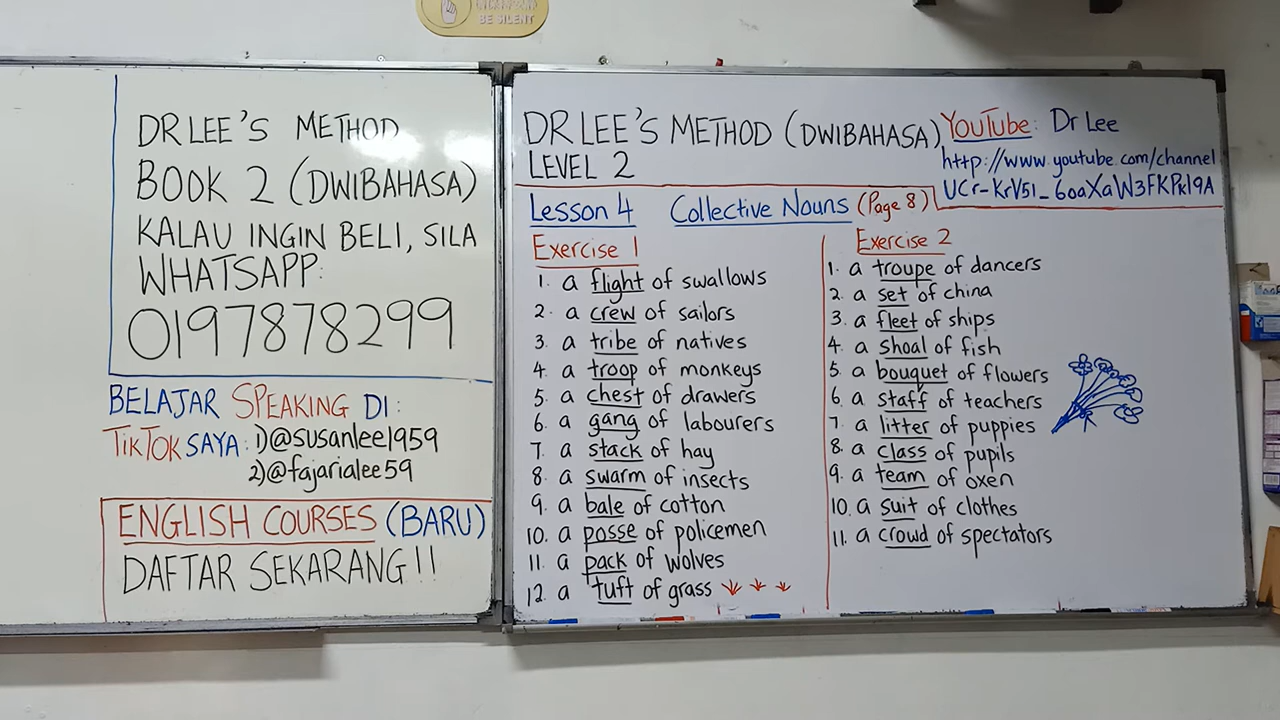 BE SILENT
DR LEE'S METHOD
BOOK 2 (DWIBAHASA)
KALAU INGIN BELI, SILA
WHATSAPP:
0197878299
BELAJAR SPEAKING DI:
TIKTOK SAYA: 1)@susanlee1959
2)@fajarialee59
ENGLISH COURSES (BARU)
DAFTAR SEKARANG!!
DR LEE'S METHOD (DWIBAHASA)
LEVEL 2
YouTube: Dr Lee
http://www.youtube.com/channel
UCr-KrV51_6oaXaW3FKPkl9A
Lesson 4 Collective Nouns (Page 8)
Exercise 1
1. a flight of swallows
2. a crew of sailors
3. a tribe of natives
4. a troop of monkeys
5. a chest of drawers
6. a gang of labourers
7. a stack of hay
8. a swarm of insects
9. a bale of cotton
10. a posse of policemen
11. a pack of wolves
12. a tuft of grass
Exercise 2
1. a troupe of dancers
2. a set of china
3. a fleet of ships
4. a shoal of fish
5. a bouquet of flowers
6. a staff of teachers
7. a litter of puppies
8. a class of pupils
9. a team of oxen
10. a suit of clothes
11. a crowd of spectators